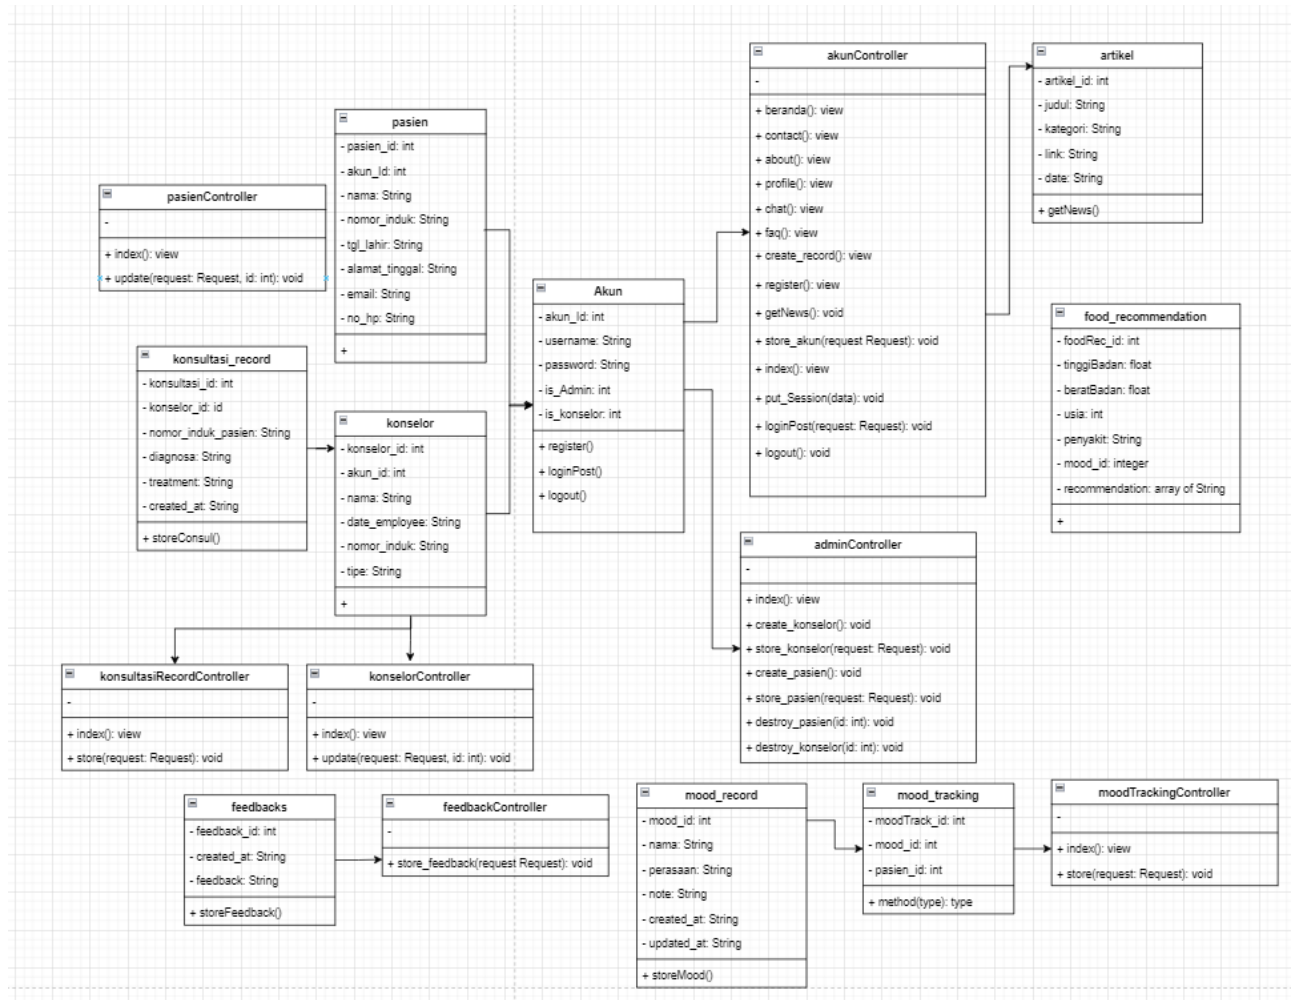 pasienController
-
+ index(): view
+ update(request: Request, id: int): void
pasien
- pasien_id: int
- akun_Id: int
- nama: String
- nomor_induk: String
- tgl_lahir: String
- alamat_tinggal: String
- email: String
- no_hp: String
+
konsultasi_record
- konsultasi_id: int
- konselor_id: id
- nomor_induk_pasien: String
- diagnosa: String
- treatment: String
- created_at: String
+ storeConsul()
konselor
- konselor_id: int
- akun_id: int
- nama: String
- date_employee: String
- nomor_induk: String
- tipe: String
+
Akun
- akun_Id: int
- username: String
- password: String
- is_Admin: int
- is_konselor: int
+ register()
+ loginPost()
+ logout()
akunController
-
+ beranda(): view
+ contact(): view
+ about(): view
+ profile(): view
+ chat(): view
+ faq(): view
+ create_record(): view
+ register(): view
+ getNews(): void
+ store_akun(request Request): void
+ index(): view
+ put_Session(data): void
+ loginPost(request: Request): void
+ logout(): void
artikel
- artikel_id: int
- judul: String
- kategori: String
- link: String
- date: String
+ getNews()
food_recommendation
- foodRec_id: int
- tinggiBadan: float
- beratBadan: float
- usia: int
- penyakit: String
- mood_id: integer
- recommendation: array of String
+
adminController
-
+ index(): view
+ create_konselor(): void
+ store_konselor(request: Request): void
+ create_pasien(): void
+ store_pasien(request: Request): void
+ destroy_pasien(id: int): void
+ destroy_konselor(id: int): void
konsultasiRecordController
-
+ index(): view
+ store(request: Request): void
konselorController
-
+ index(): view
+ update(request: Request, id: int): void
feedbacks
- feedback_id: int
- created_at: String
- feedback: String
+ storeFeedback()
feedbackController
-
+ store_feedback(request Request): void
mood_record
- mood_id: int
- nama: String
- perasaan: String
- note: String
- created_at: String
- updated_at: String
+ storeMood()
mood_tracking
- moodTrack_id: int
- mood_id: int
- pasien_id: int
+ method(type): type
moodTrackingController
-
+ index(): view
+ store(request: Request): void